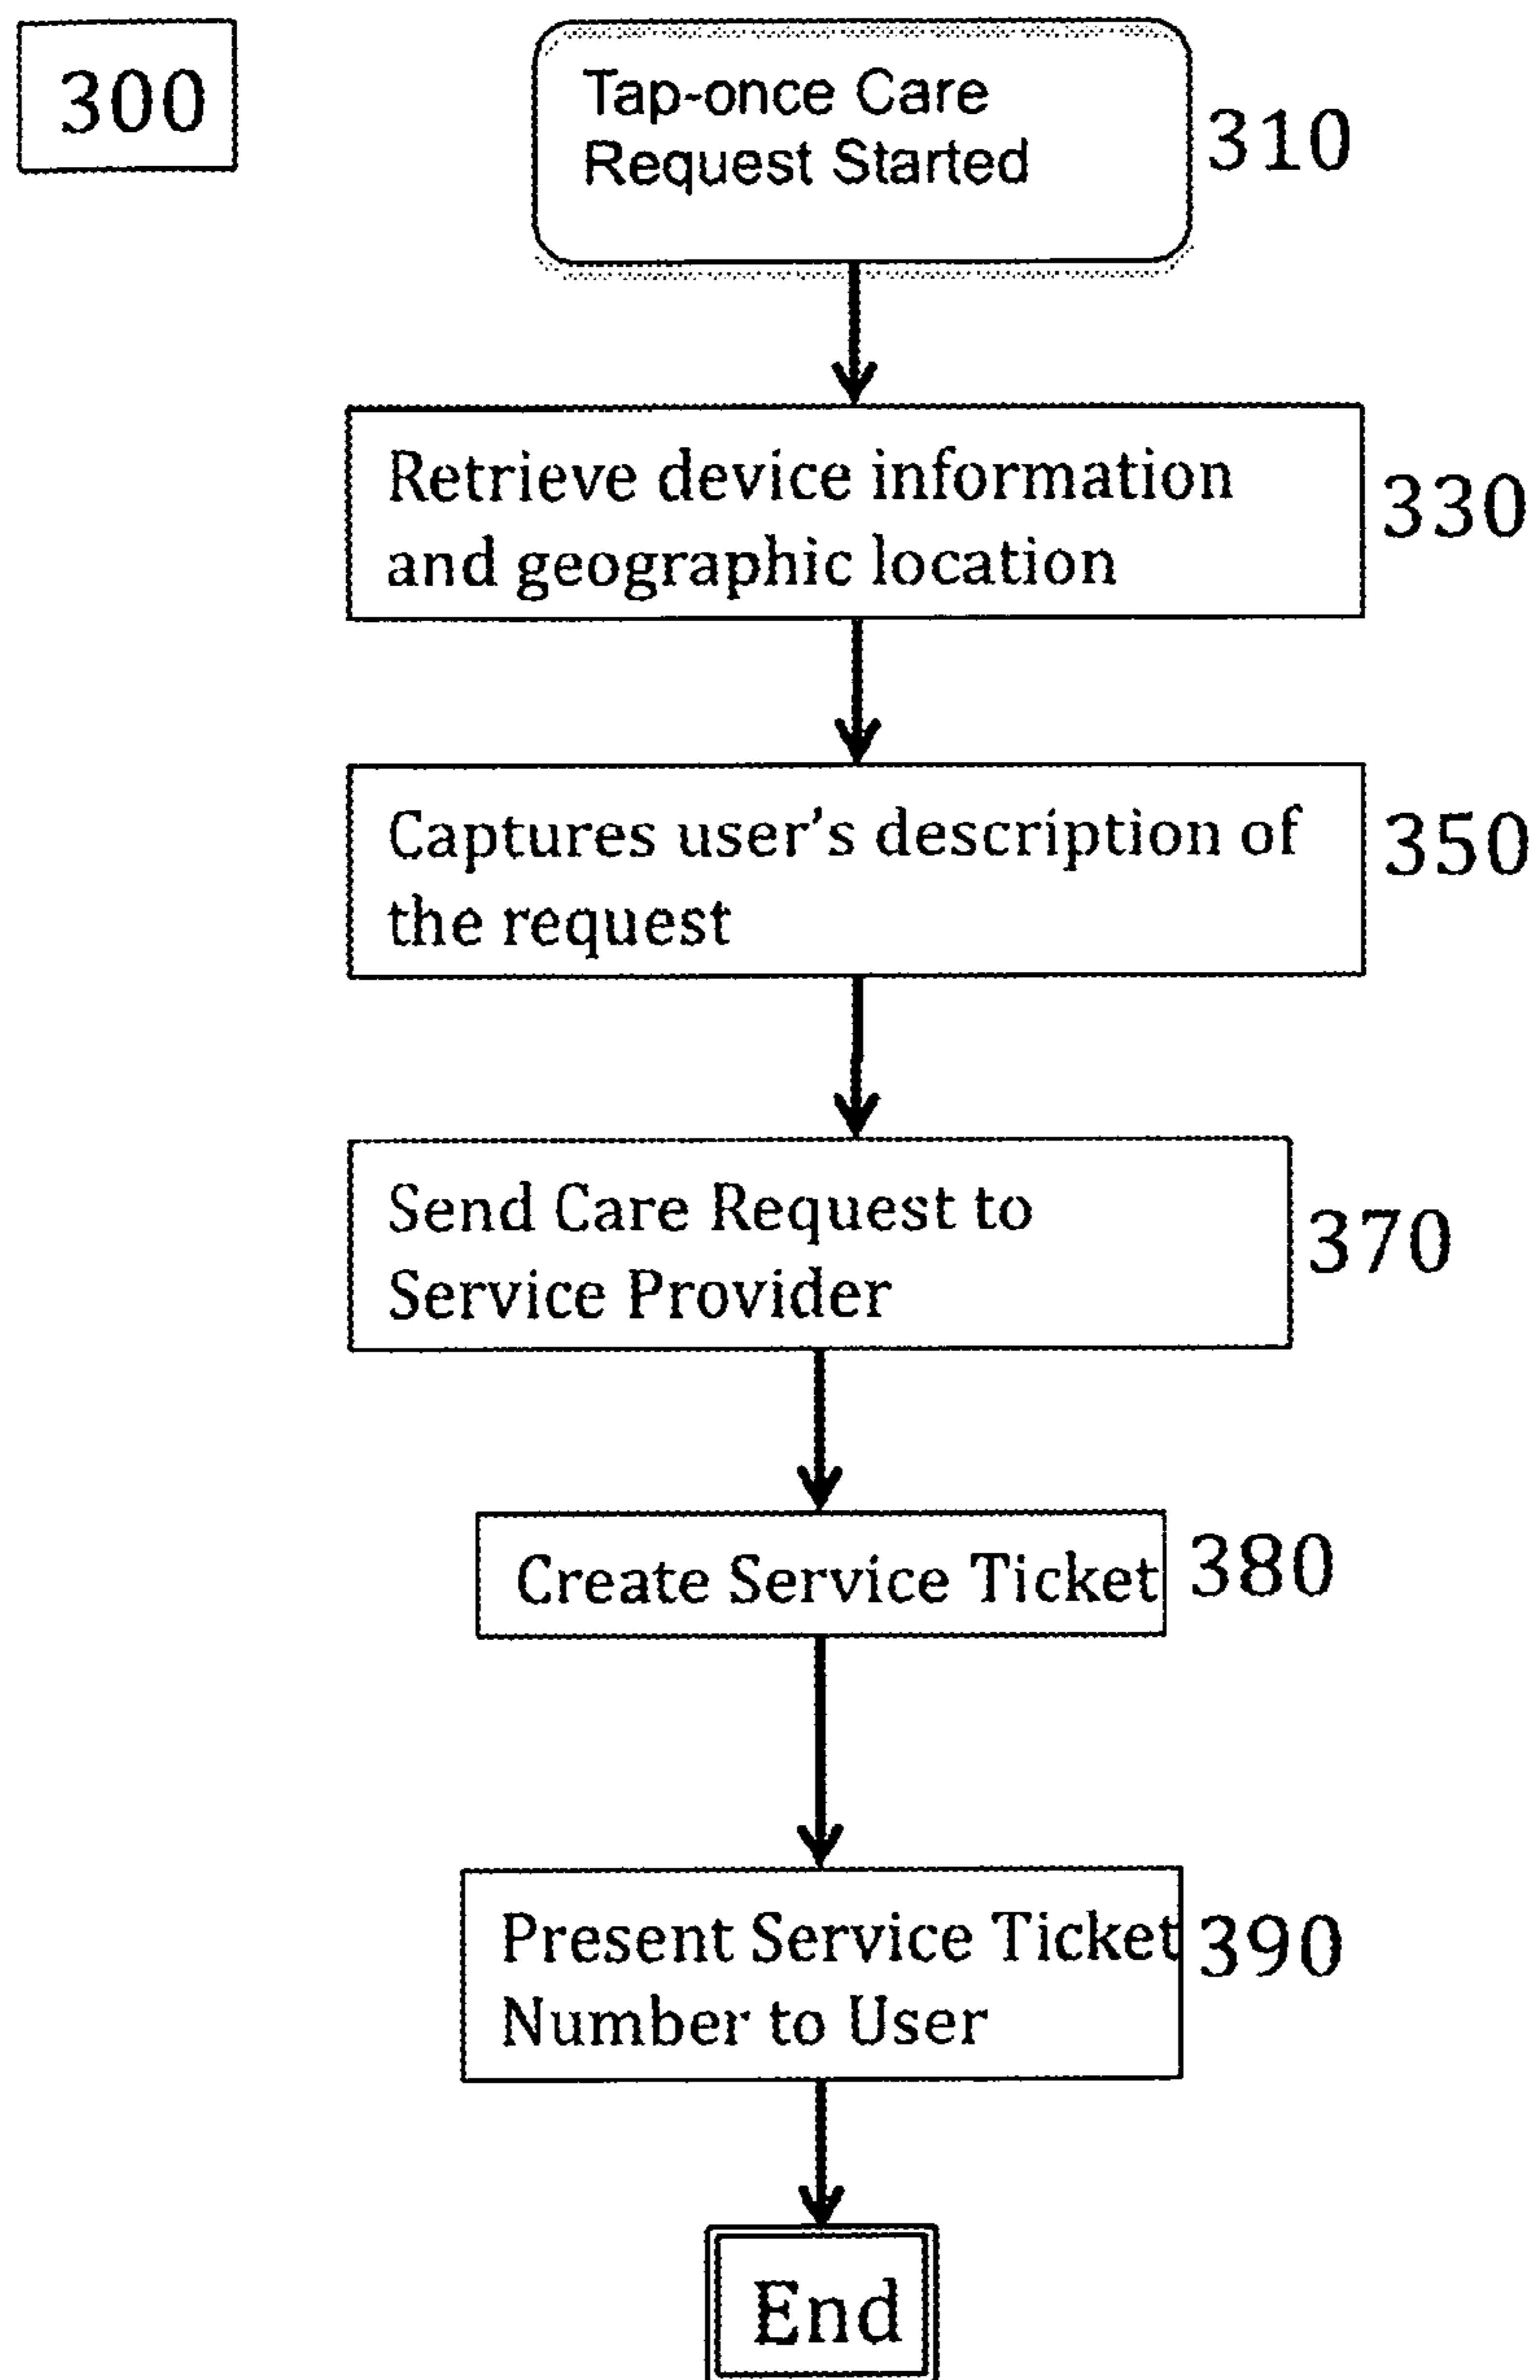 300
Tap-once Care
Request Started
310
Retrieve device information
and geographic location
330
Captures user's description of
the request
350
Send Care Request to
Service Provider
370
Create Service Ticket
380
Present Service Ticket
Number to User
390
End